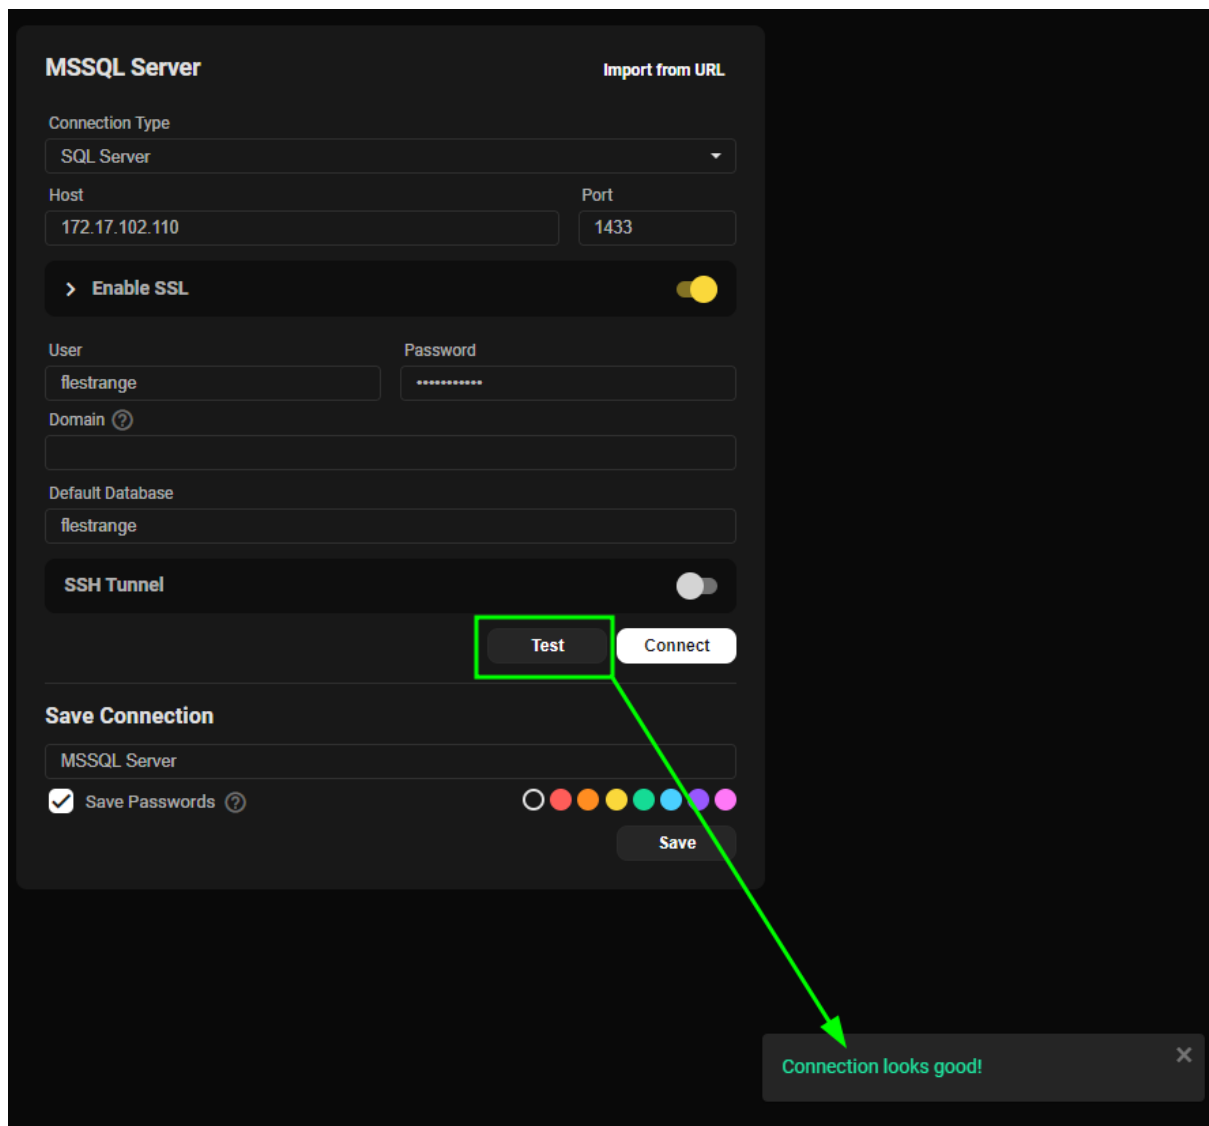 MSSQL Server
Import from URL
Connection Type
SQL Server
Host
Port
172.17.102.110
1433
Enable SSL
User
Password
flestrange
•••••••••••
Domain
Default Database
flestrange
SSH Tunnel
Test
Connect
Save Connection
MSSQL Server
Save Passwords
Save
Connection looks good!